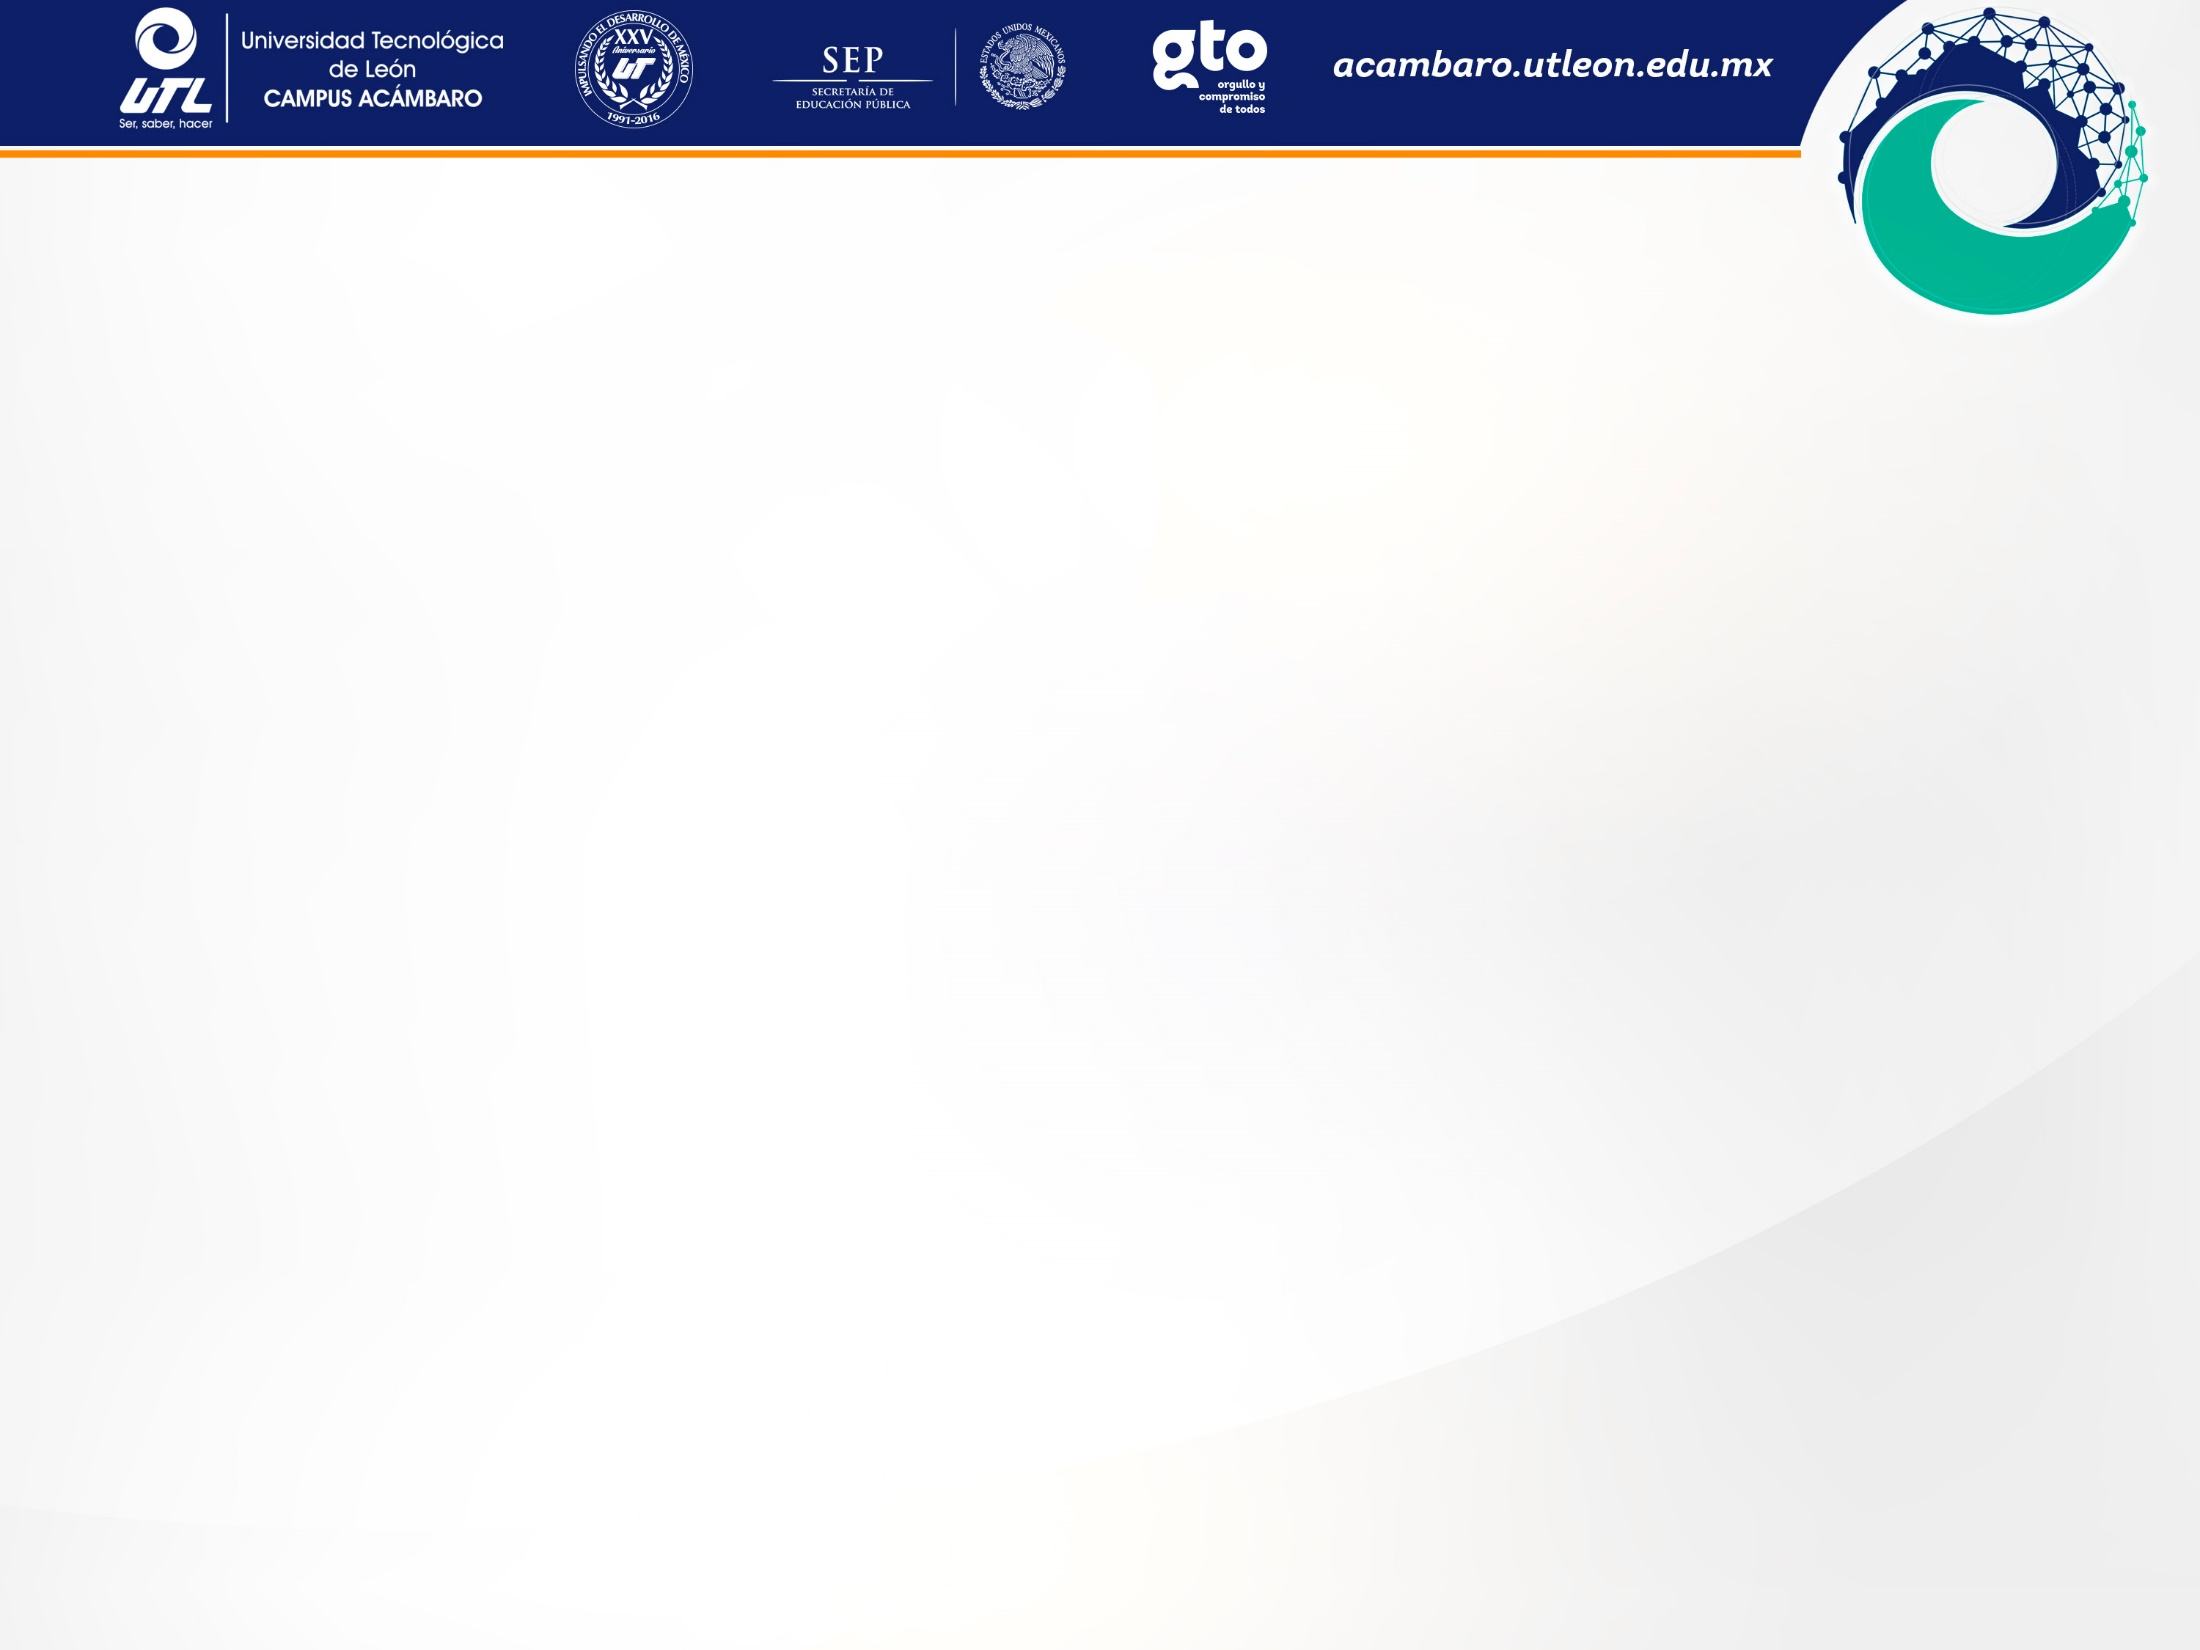 UTL
Ser, saber, hacer
Universidad Tecnológica
de León
CAMPUS ACÁMBARO
IMPULSANDO EL DESARROLLO DE MÉXICO
XXV
Aniversario
UT
1991-2016
SEP
SECRETARÍA DE
EDUCACIÓN PÚBLICA
ESTADOS UNIDOS MEXICANOS
gto
orgullo y
compromiso
de todos
acambaro.utleon.edu.mx